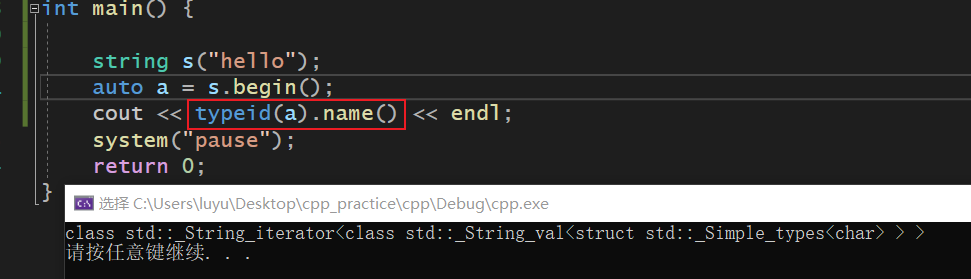 int main() {
string s("hello");
auto a = s.begin();
cout << typeid(a).name() << endl;
system("pause");
return 0;
}
选择 C:\Users\luyu\Desktop\cpp_practice\cpp\Debug\cpp.exe
class std::_String_iterator<class std::_String_val<struct std::_Simple_types<char> > >
请按任意键继续. . .